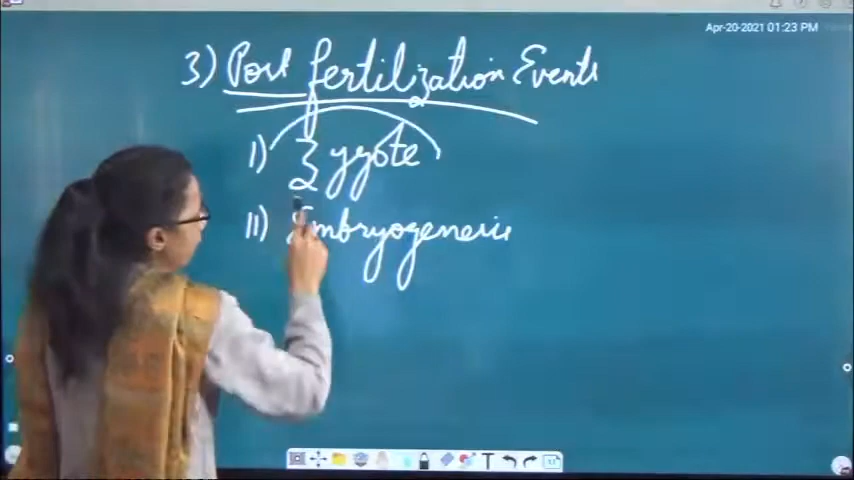 Apr-20-2021 01:23 PM
3) Post fertilization Events
I) Zygote
II) Embryogenesis